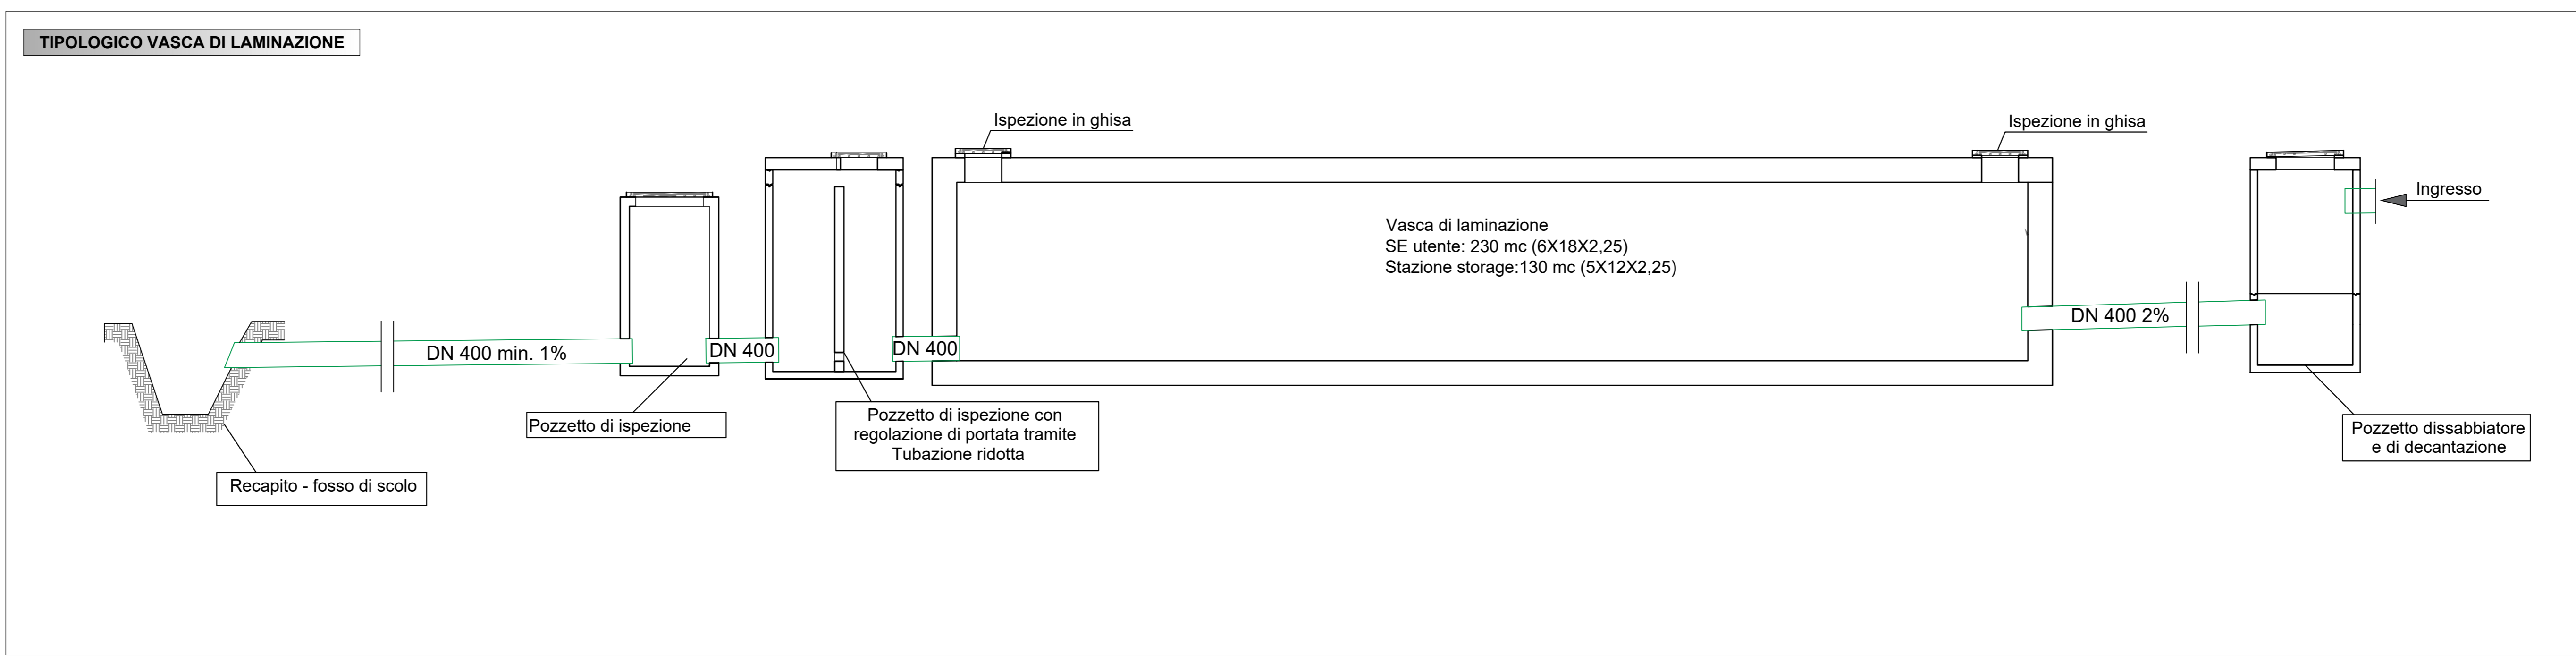 TIPOLOGICO VASCA DI LAMINAZIONE
Ispezione in ghisa
Ispezione in ghisa
Ingresso
Vasca di laminazione
SE utente: 230 mc (6X18X2,25)
Stazione storage:130 mc (5X12X2,25)
DN 400 min. 1%
DN 400
DN 400
DN 400 2%
Pozzetto di ispezione
Pozzetto di ispezione con
regolazione di portata tramite
Tubazione ridotta
Pozzetto dissabbiatore
e di decantazione
Recapito - fosso di scolo